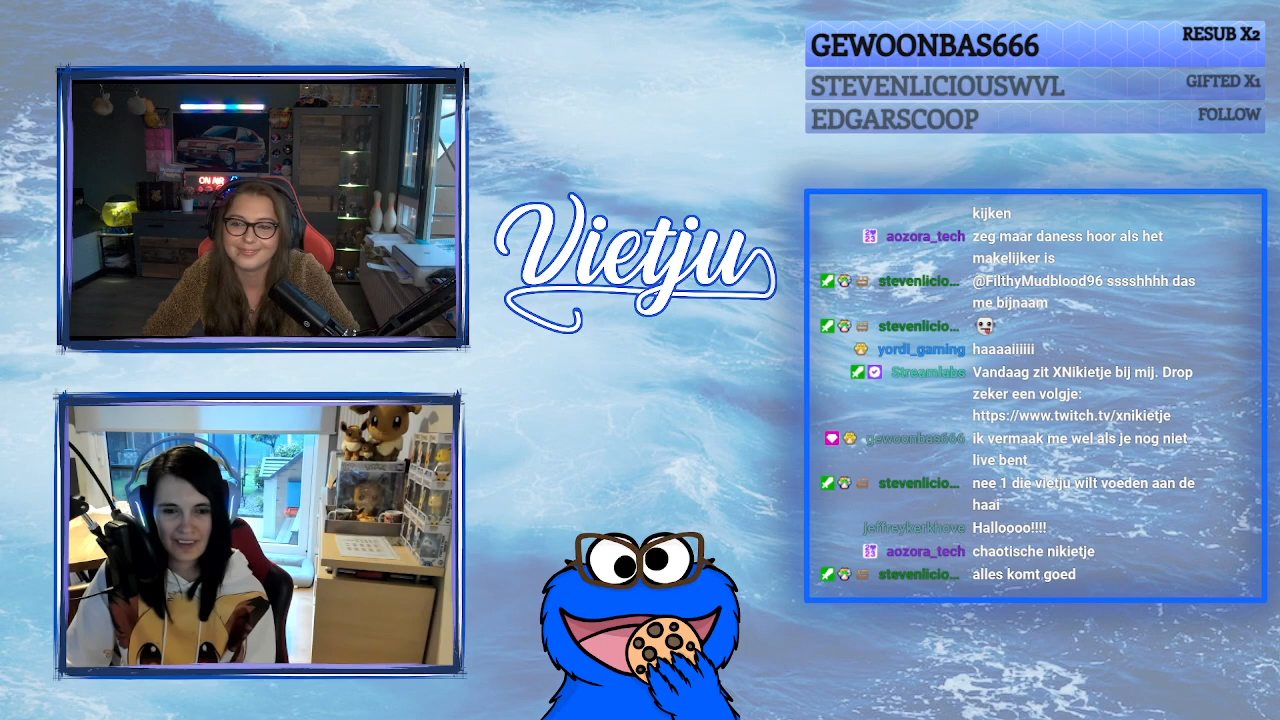 GEWOONBAS666 RESUB X2
STEVENLICIOUSWVL GIFTED X1
EDGARSCOOP FOLLOW
ON AIR
Vietju
kijken
aozora_tech zeg maar daness hoor als het
makelijker is
stevenlicio... @FilthyMudblood96 sssshhhh das
me bijnaam
stevenlicio...
yordi_gaming haaaaiiiiii
Streamlabs Vandaag zit XNikietje bij mij. Drop
zeker een volgje:
https://www.twitch.tv/xnikietje
gewoonbas666 ik vermaak me wel als je nog niet
live bent
stevenlicio... nee 1 die vietju wilt voeden aan de
haai
jeffreykerkhove Halloooo!!!!
aozora_tech chaotische nikietje
stevenlicio... alles komt goed